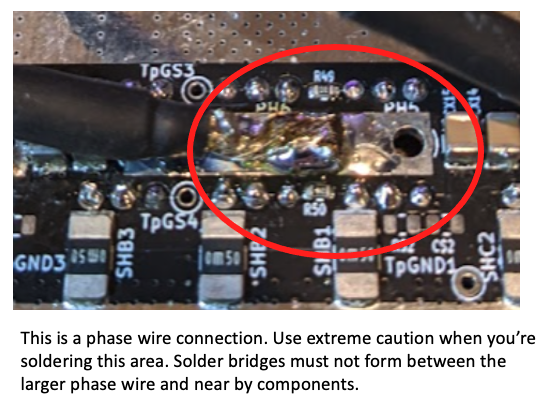 TpGS3
R49
PH6
PH5
TpGS4
R50
GND3
SHB3
SHB2
SHB1
TpGND1
CS2
SHC2
0m50
This is a phase wire connection. Use extreme caution when you're
soldering this area. Solder bridges must not form between the
larger phase wire and near by components.